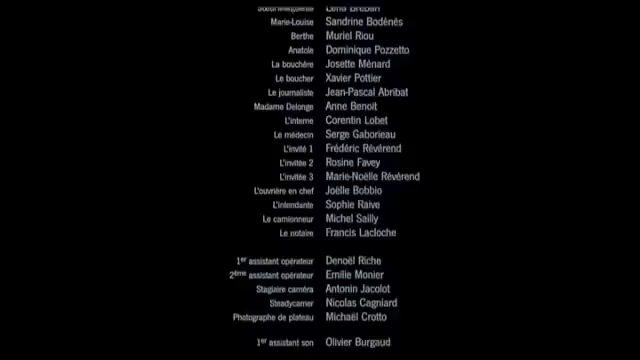 Marie-Louise Sandrine Bodénès
Berthe Muriel Riou
Anatole Dominique Pozzetto
La bouchère Josette Ménard
Le boucher Xavier Pottier
Le journaliste Jean-Pascal Abribat
Madame Delonge Anne Benoit
L'interne Corentin Lobet
Le médecin Serge Gaborieau
L'invité 1 Frédéric Révérend
L'invitée 2 Rosine Favey
L'invitée 3 Marie-Noëlle Révérend
L'ouvrière en chef Joëlle Bobbio
L'intendante Sophie Raive
Le camionneur Michel Sailly
Le notaire Francis Lacloche
1er assistant opérateur Denoël Riche
2ème assistant opérateur Emilie Monier
Stagiaire caméra Antonin Jacolot
Steadycamer Nicolas Cagniard
Photographe de plateau Michaël Crotto
1er assistant son Olivier Burgaud